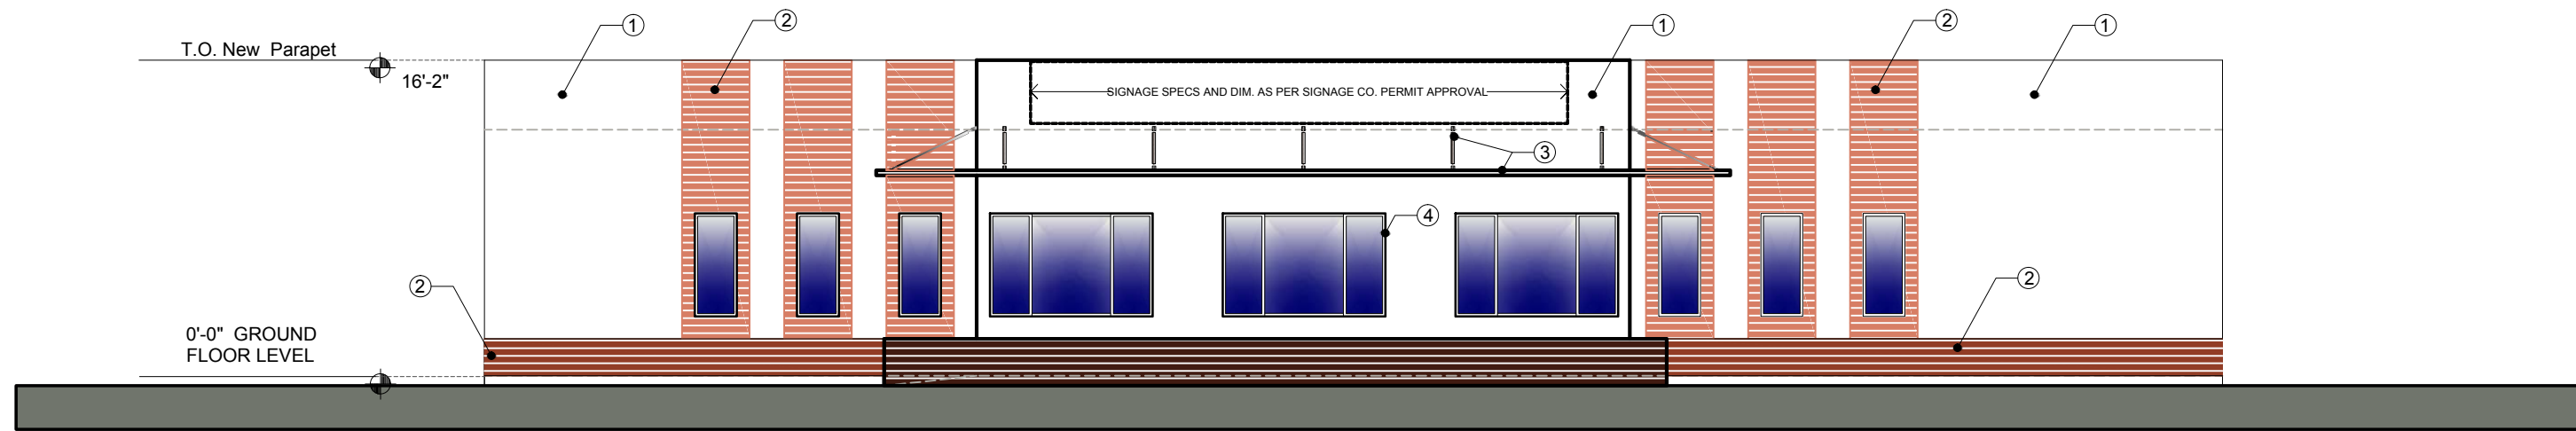 ① ② ① ② ①
T.O. New Parapet
16'-2"
SIGNAGE SPECS AND DIM. AS PER SIGNAGE CO. PERMIT APPROVAL
③
④
② ②
0'-0" GROUND
FLOOR LEVEL